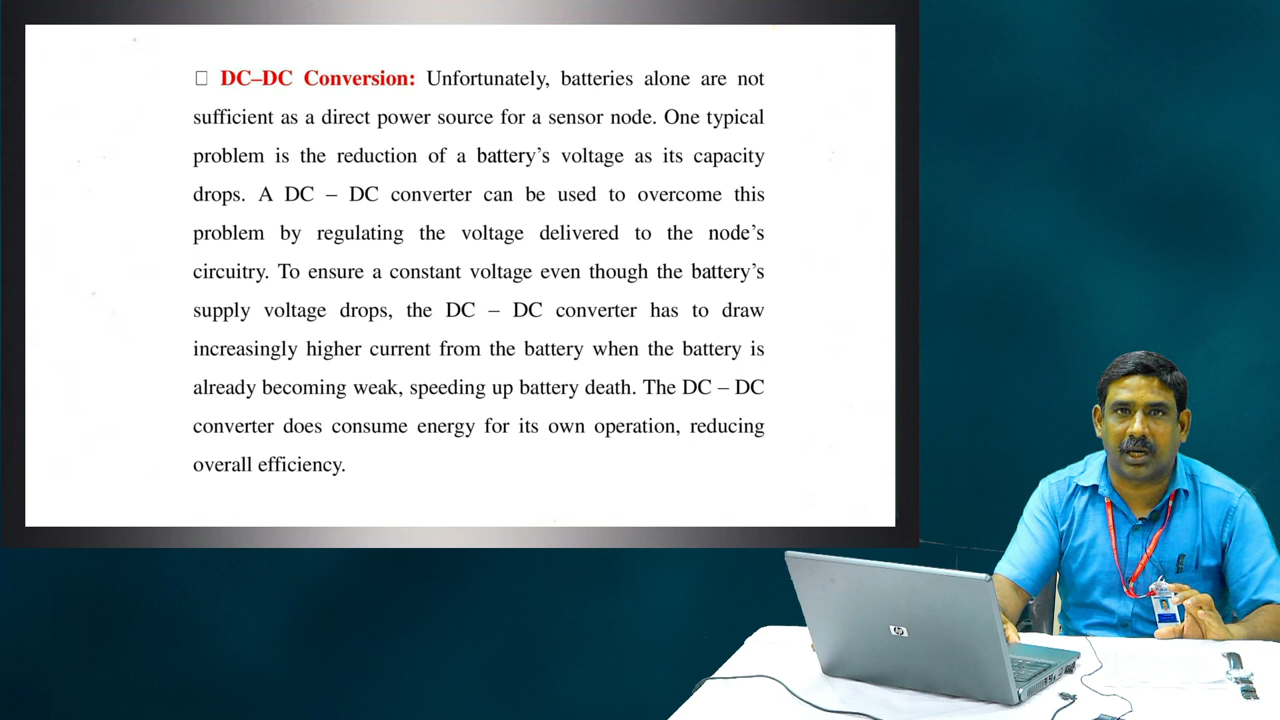 □ DC–DC Conversion: Unfortunately, batteries alone are not
sufficient as a direct power source for a sensor node. One typical
problem is the reduction of a battery’s voltage as its capacity
drops. A DC – DC converter can be used to overcome this
problem by regulating the voltage delivered to the node’s
circuitry. To ensure a constant voltage even though the battery’s
supply voltage drops, the DC – DC converter has to draw
increasingly higher current from the battery when the battery is
already becoming weak, speeding up battery death. The DC – DC
converter does consume energy for its own operation, reducing
overall efficiency.
hp